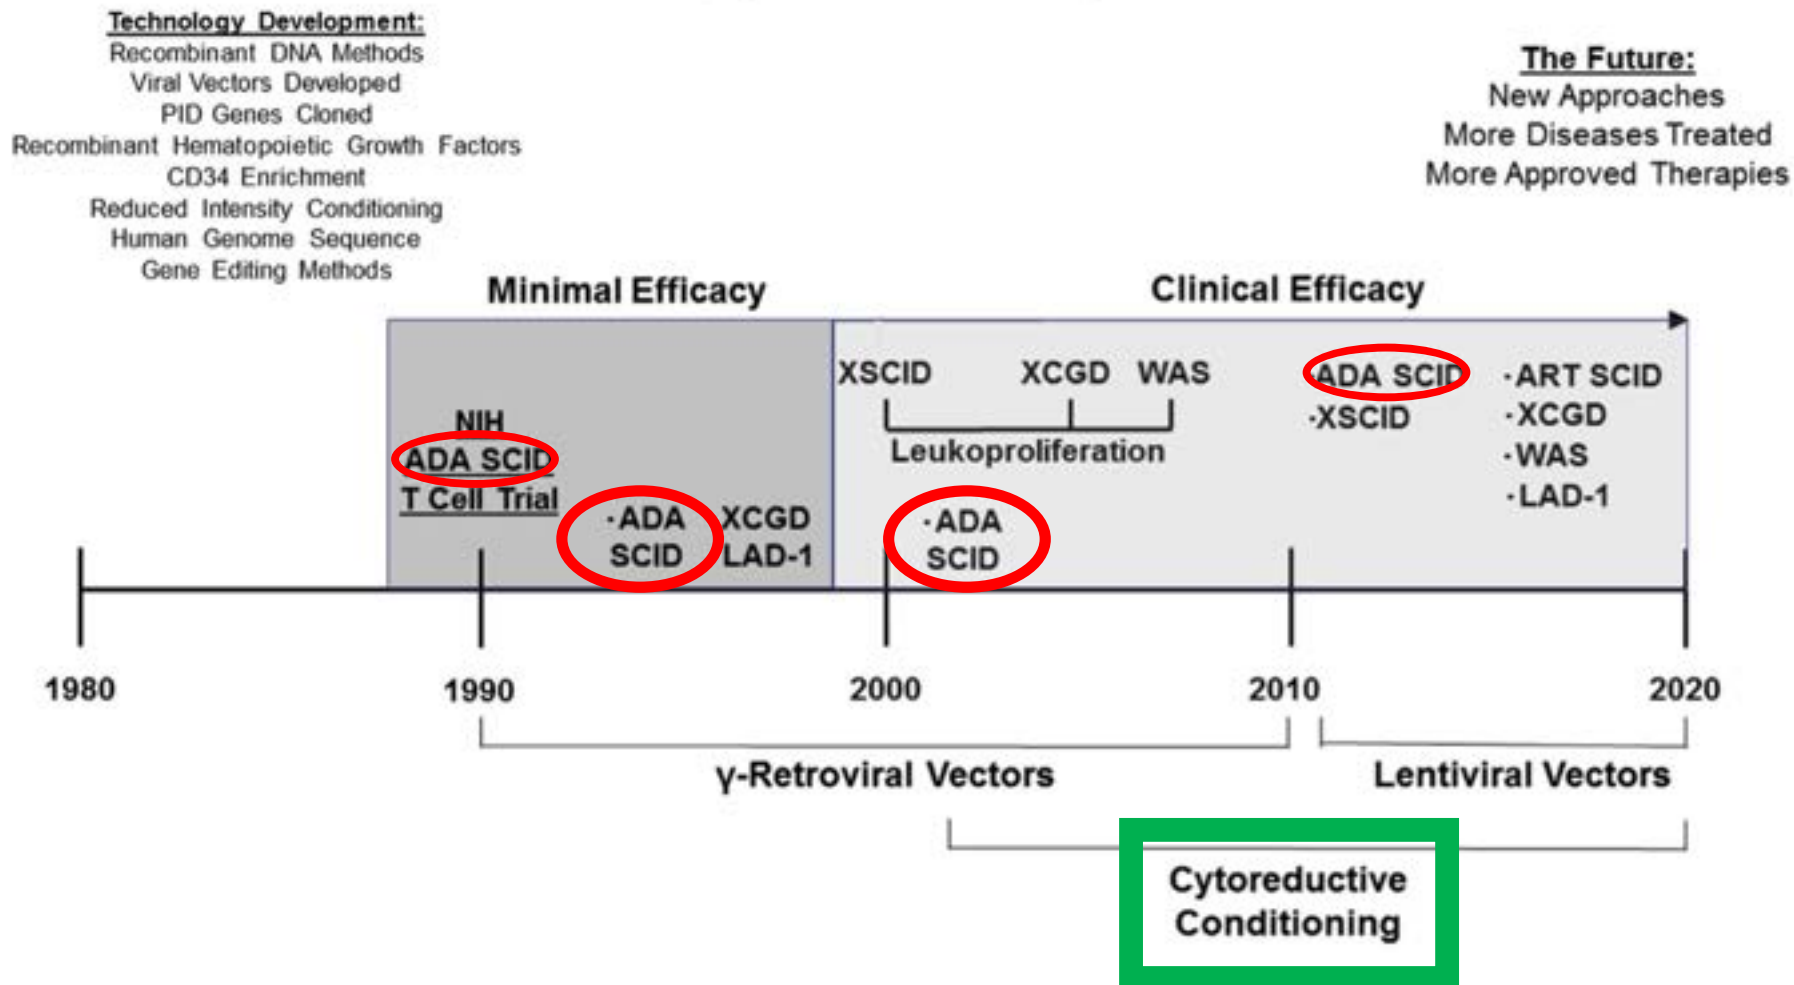 Technology Development:
Recombinant DNA Methods
Viral Vectors Developed
PID Genes Cloned
Recombinant Hematopoietic Growth Factors
CD34 Enrichment
Reduced Intensity Conditioning
Human Genome Sequence
Gene Editing Methods
The Future:
New Approaches
More Diseases Treated
More Approved Therapies
Minimal Efficacy
Clinical Efficacy
NIH
ADA SCID
T Cell Trial
·ADA
SCID
XCGD
LAD-1
XSCID
XCGD
WAS
Leukoproliferation
·ADA
SCID
·ADA SCID
·XSCID
·ART SCID
·XCGD
·WAS
·LAD-1
1980
1990
2000
2010
2020
γ-Retroviral Vectors
Lentiviral Vectors
Cytoreductive
Conditioning